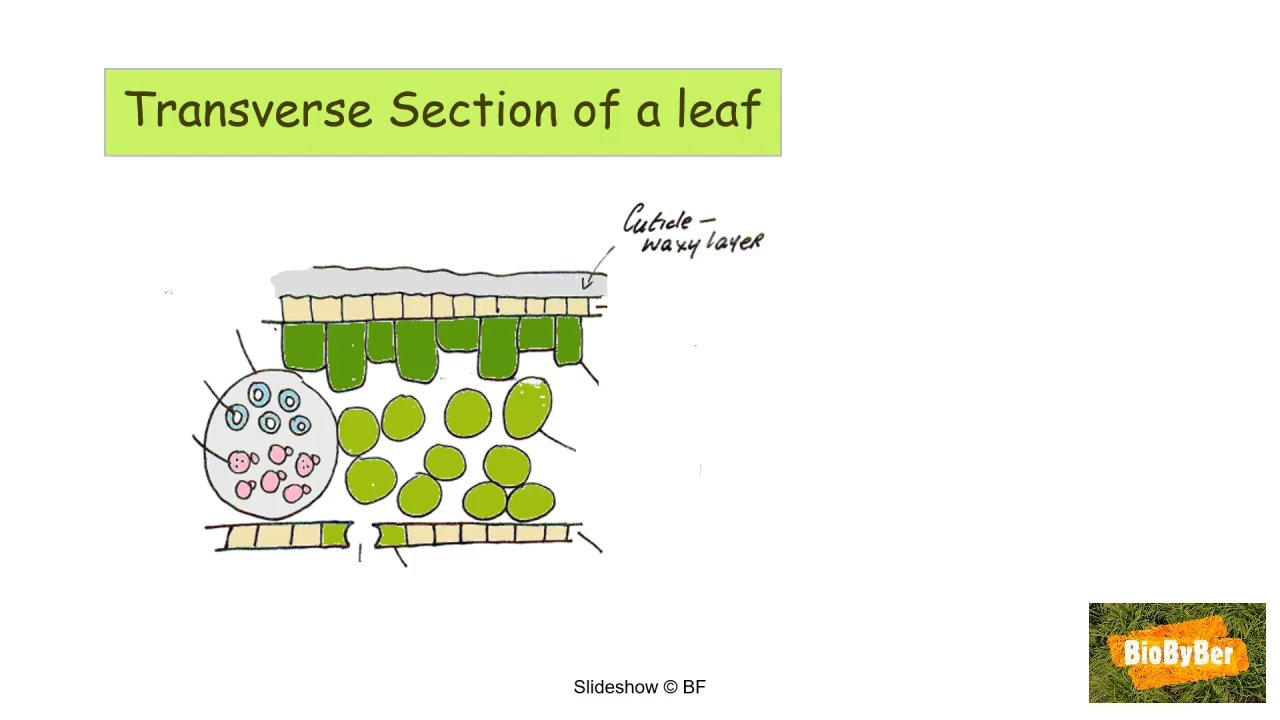 Transverse Section of a leaf
Cuticle –
waxy layer
BioByBer
Slideshow © BF